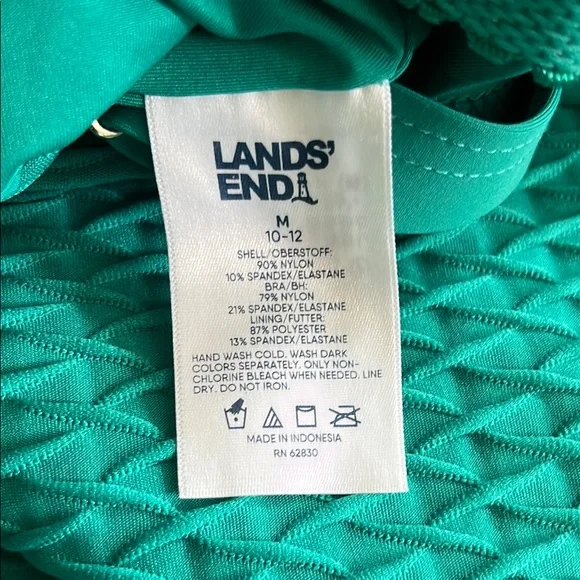 LANDS'
END
M
10-12
SHELL/OBERSTOFF:
90% NYLON
10% SPANDEX/ELASTANE
BRA/BH:
79% NYLON
21% SPANDEX/ELASTANE
LINING/FUTTER:
87% POLYESTER
13% SPANDEX/ELASTANE
HAND WASH COLD. WASH DARK
COLORS SEPARATELY. ONLY NON-
CHLORINE BLEACH WHEN NEEDED. LINE
DRY. DO NOT IRON.
MADE IN INDONESIA
RN 62830